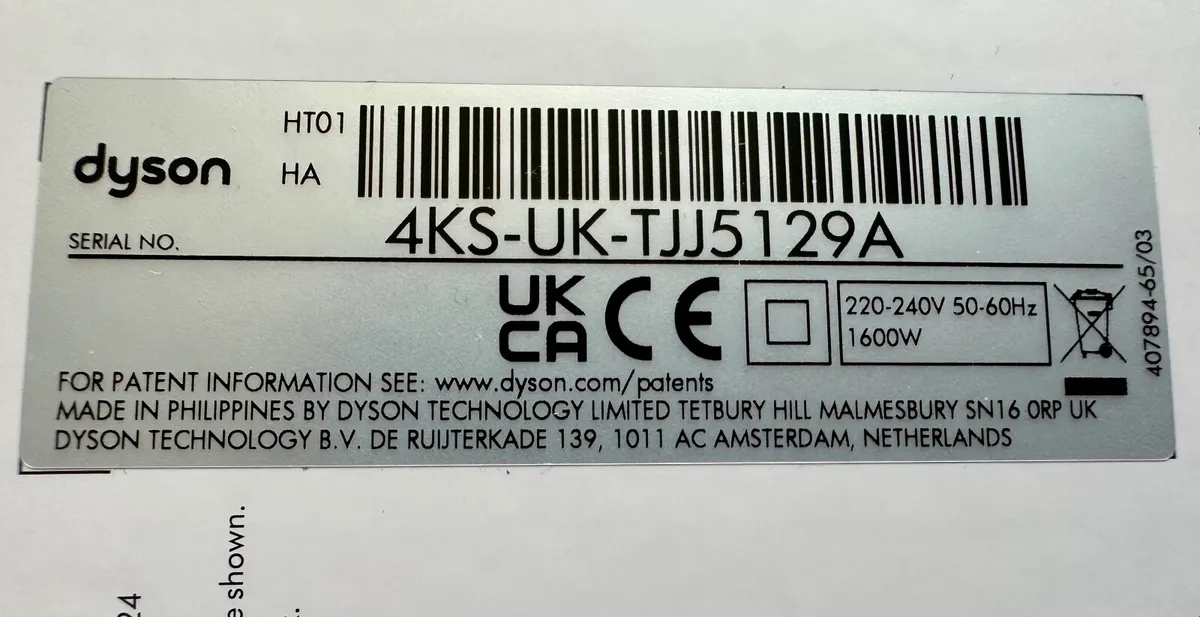 dyson
HT01
HA
SERIAL NO. 4KS-UK-TJJ5129A
UK
CA CE
220-240V 50-60Hz
1600W
407894-65/03
FOR PATENT INFORMATION SEE: www.dyson.com/patents
MADE IN PHILIPPINES BY DYSON TECHNOLOGY LIMITED TETBURY HILL MALMESBURY SN16 0RP UK
DYSON TECHNOLOGY B.V. DE RUIJTERKADE 139, 1011 AC AMSTERDAM, NETHERLANDS
24
e shown.